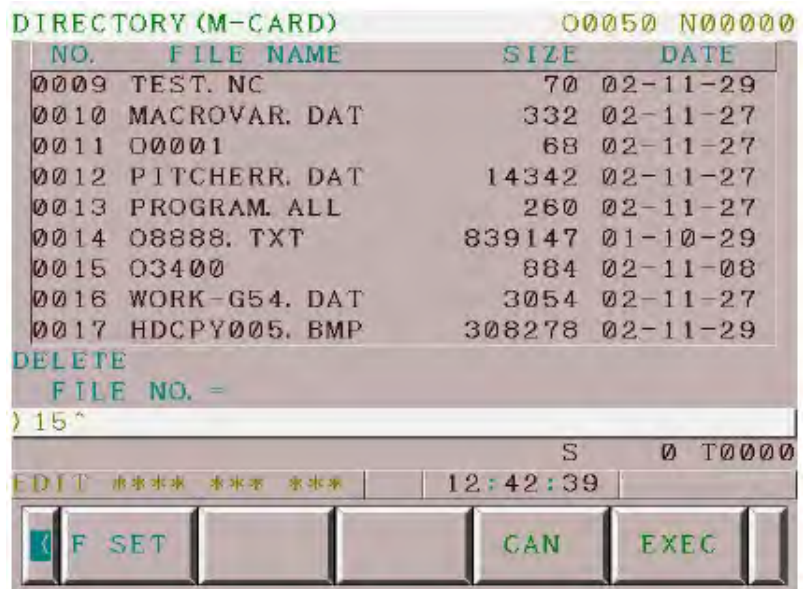 DIRECTORY (M-CARD) O0050 N00000
NO. FILE NAME SIZE DATE
0009 TEST. NC 70 02-11-29
0010 MACROVAR. DAT 332 02-11-27
0011 O0001 68 02-11-27
0012 PITCHERR. DAT 14342 02-11-27
0013 PROGRAM. ALL 260 02-11-27
0014 O8888. TXT 839147 01-10-29
0015 O3400 884 02-11-08
0016 WORK-G54. DAT 3054 02-11-27
0017 HDCPY005. BMP 308278 02-11-29
DELETE
FILE NO. =
) 15^
S 0 T0000
EDIT **** *** *** 12:42:39
( F SET CAN EXEC